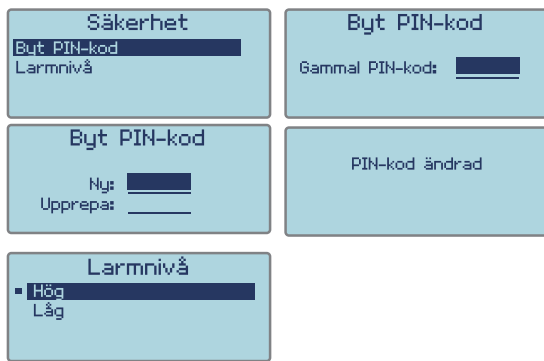 Säkerhet
Byt PIN-kod
Larmnivå
Byt PIN-kod
Gammal PIN-kod:
Byt PIN-kod
Ny:
Upprepa:
PIN-kod ändrad
Larmnivå
Hög
Låg